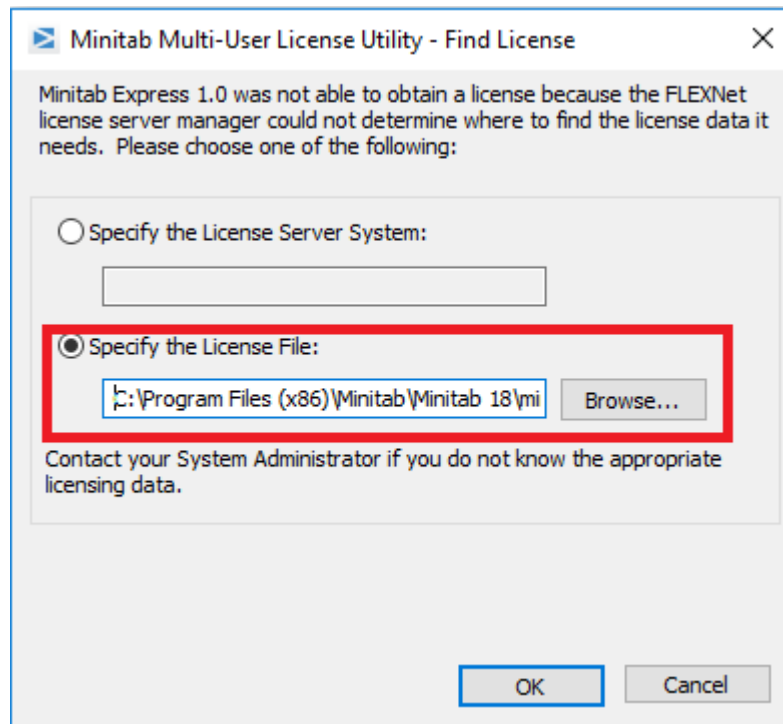 Minitab Multi-User License Utility - Find License
Minitab Express 1.0 was not able to obtain a license because the FLEXNet
license server manager could not determine where to find the license data it
needs. Please choose one of the following:
Specify the License Server System:
Specify the License File:
C:\Program Files (x86)\Minitab\Minitab 18\mi
Browse...
Contact your System Administrator if you do not know the appropriate
licensing data.
OK
Cancel